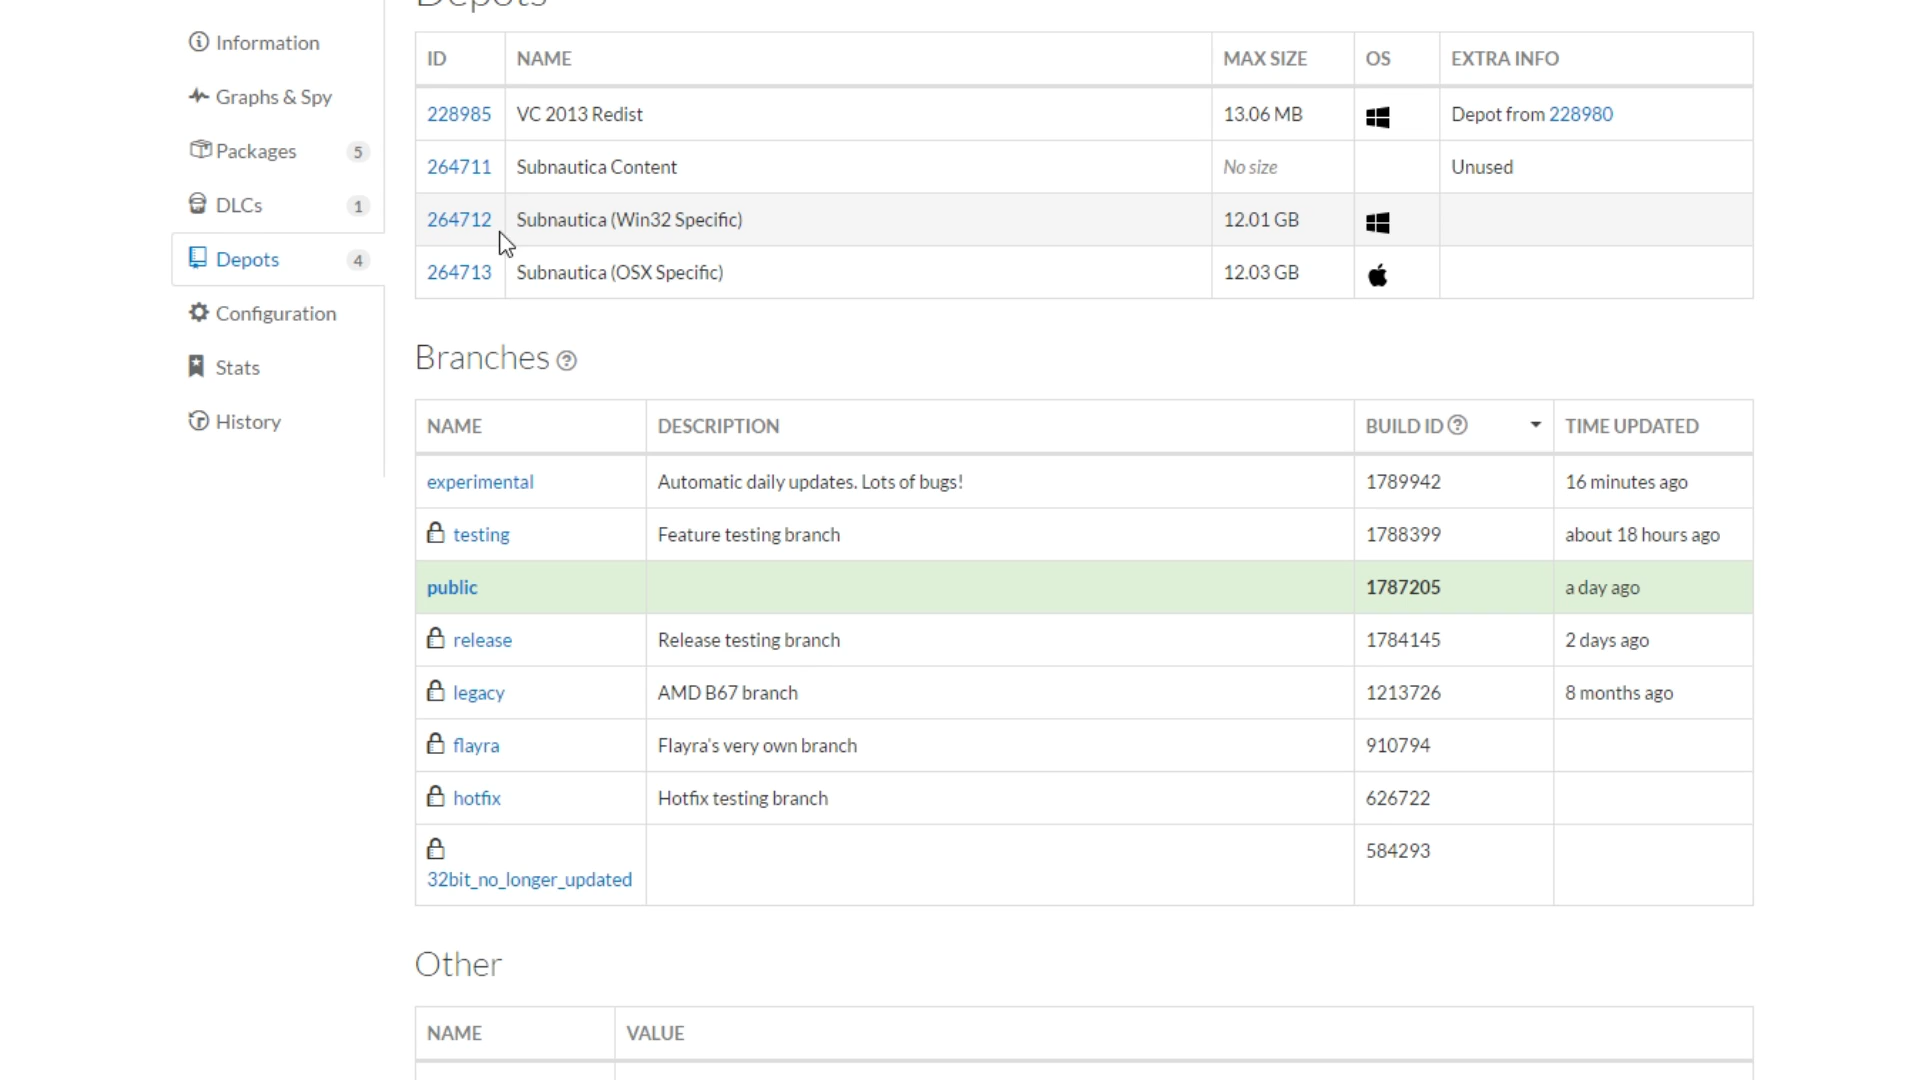 Depots
Information
Graphs & Spy
Packages 5
DLCs 1
Depots 4
Configuration
Stats
History
ID NAME MAX SIZE OS EXTRA INFO
228985 VC 2013 Redist 13.06 MB Depot from 228980
264711 Subnautica Content No size Unused
264712 Subnautica (Win32 Specific) 12.01 GB
264713 Subnautica (OSX Specific) 12.03 GB
Branches
NAME DESCRIPTION BUILD ID TIME UPDATED
experimental Automatic daily updates. Lots of bugs! 1789942 16 minutes ago
testing Feature testing branch 1788399 about 18 hours ago
public 1787205 a day ago
release Release testing branch 1784145 2 days ago
legacy AMD B67 branch 1213726 8 months ago
flayra Flayra's very own branch 910794
hotfix Hotfix testing branch 626722
584293
32bit_no_longer_updated
Other
NAME VALUE